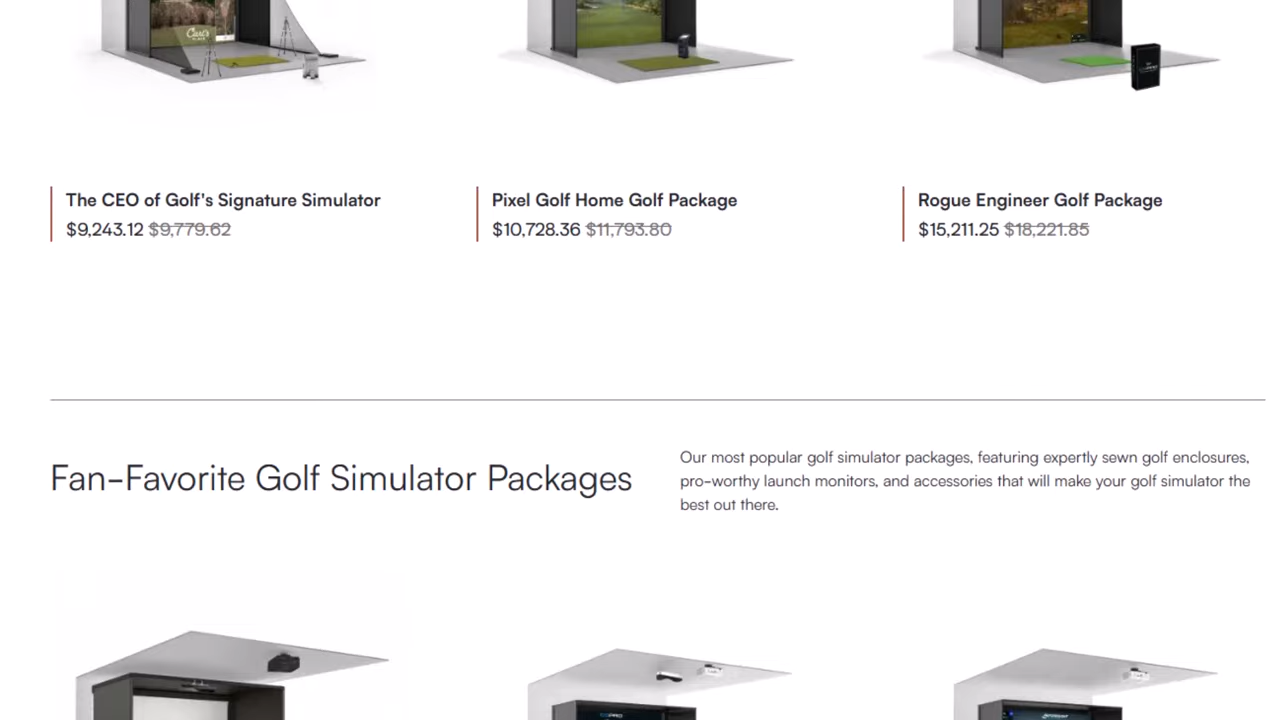 Carl's
PLACE
The CEO of Golf's Signature Simulator
$9,243.12 $9,779.62
Pixel Golf Home Golf Package
$10,728.36 $11,793.80
Rogue Engineer Golf Package
$15,211.25 $18,221.85
Fan-Favorite Golf Simulator Packages
Our most popular golf simulator packages, featuring expertly sewn golf enclosures,
pro-worthy launch monitors, and accessories that will make your golf simulator the
best out there.